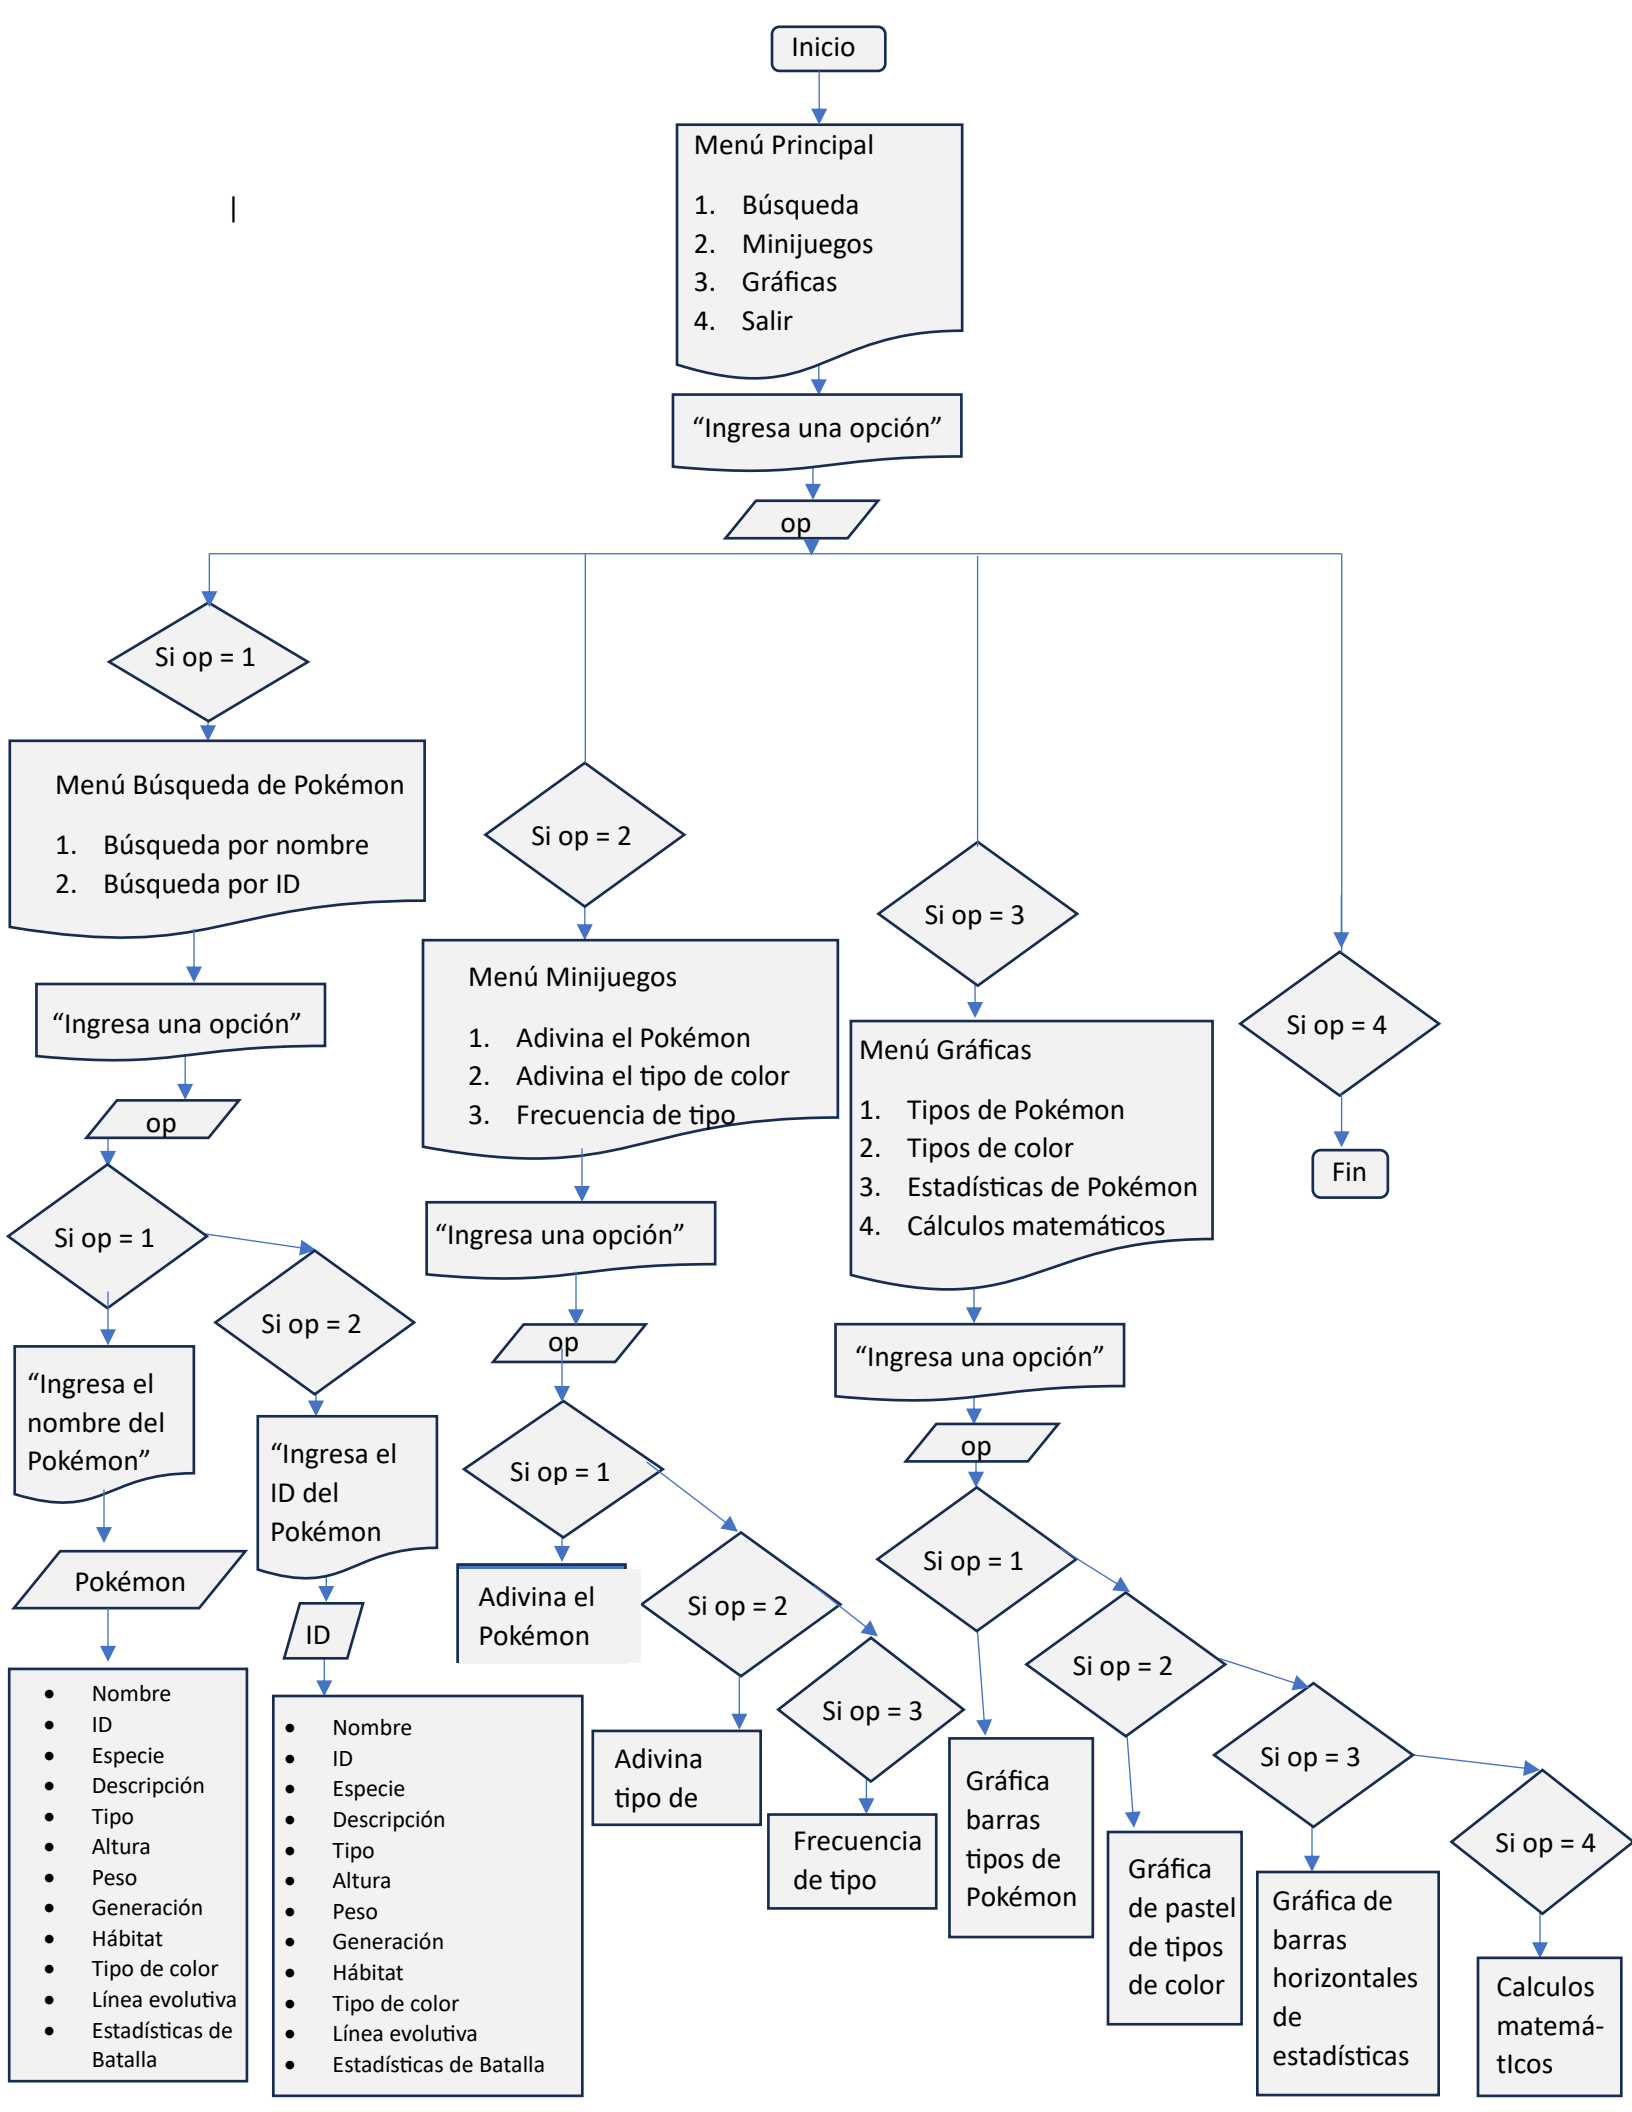 Inicio
Menú Principal
1. Búsqueda
2. Minijuegos
3. Gráficas
4. Salir
“Ingresa una opción”
op
Si op = 1
Menú Búsqueda de Pokémon
1. Búsqueda por nombre
2. Búsqueda por ID
“Ingresa una opción”
op
Si op = 1
“Ingresa el
nombre del
Pokémon”
Pokémon
• Nombre
• ID
• Especie
• Descripción
• Tipo
• Altura
• Peso
• Generación
• Hábitat
• Tipo de color
• Línea evolutiva
• Estadísticas de
Batalla
Si op = 2
“Ingresa el
ID del
Pokémon
ID
• Nombre
• ID
• Especie
• Descripción
• Tipo
• Altura
• Peso
• Generación
• Hábitat
• Tipo de color
• Línea evolutiva
• Estadísticas de Batalla
Si op = 2
Menú Minijuegos
1. Adivina el Pokémon
2. Adivina el tipo de color
3. Frecuencia de tipo
“Ingresa una opción”
op
Si op = 1
Adivina el
Pokémon
Si op = 2
Adivina
tipo de
Si op = 3
Frecuencia
de tipo
Si op = 3
Menú Gráficas
1. Tipos de Pokémon
2. Tipos de color
3. Estadísticas de Pokémon
4. Cálculos matemáticos
“Ingresa una opción”
op
Si op = 1
Gráfica
barras
tipos de
Pokémon
Si op = 2
Gráfica
de pastel
de tipos
de color
Si op = 3
Gráfica de
barras
horizontales
de
estadísticas
Si op = 4
Calculos
matemá-
tIcos
Si op = 4
Fin